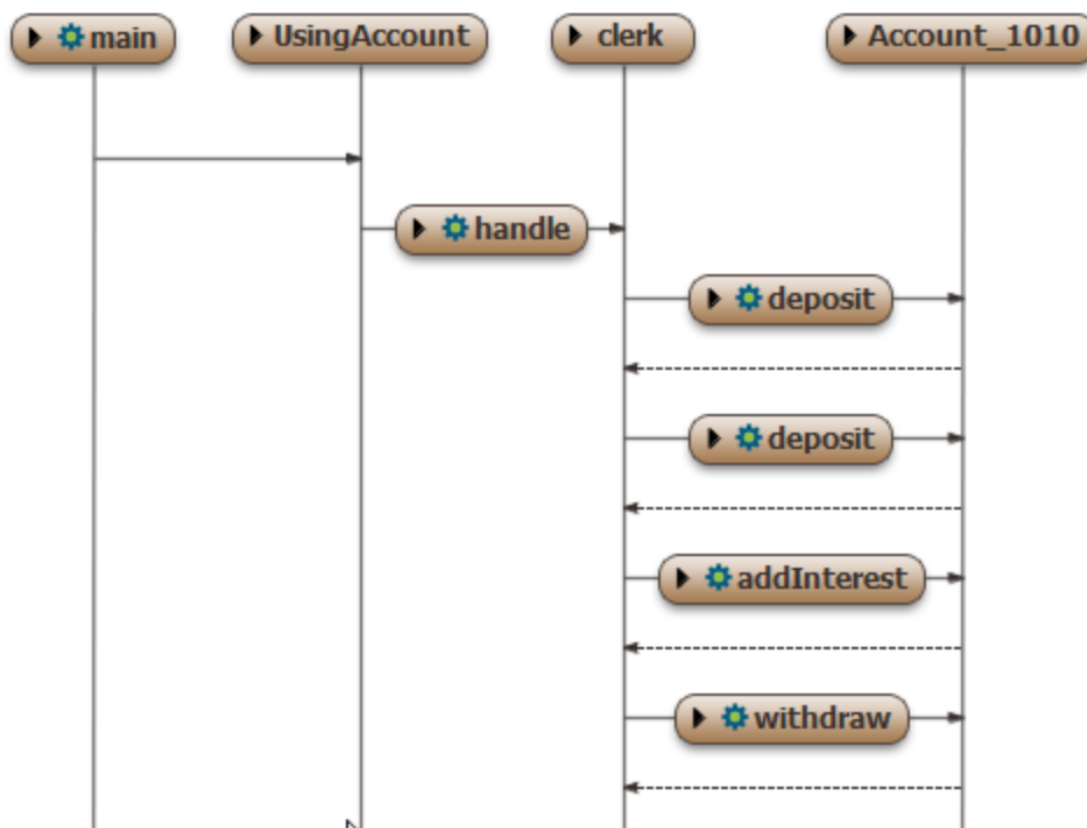 main UsingAccount clerk Account_1010
handle
deposit
deposit
addInterest
withdraw